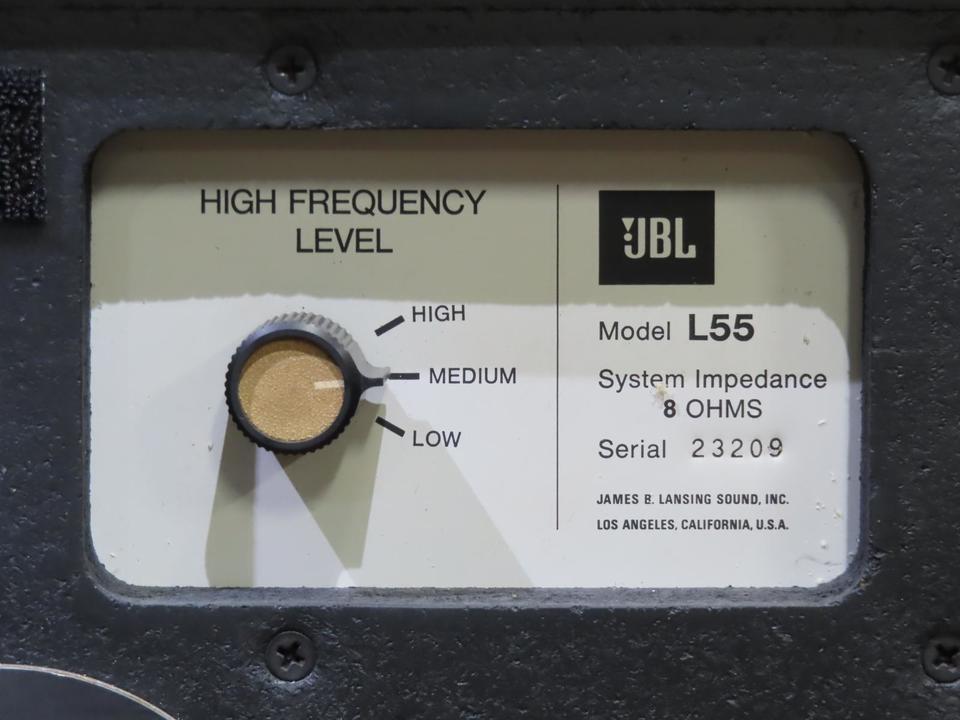 HIGH FREQUENCY
LEVEL
HIGH
MEDIUM
LOW
JBL
Model L55
System Impedance
8 OHMS
Serial 23209
JAMES B. LANSING SOUND, INC.
LOS ANGELES, CALIFORNIA, U.S.A.